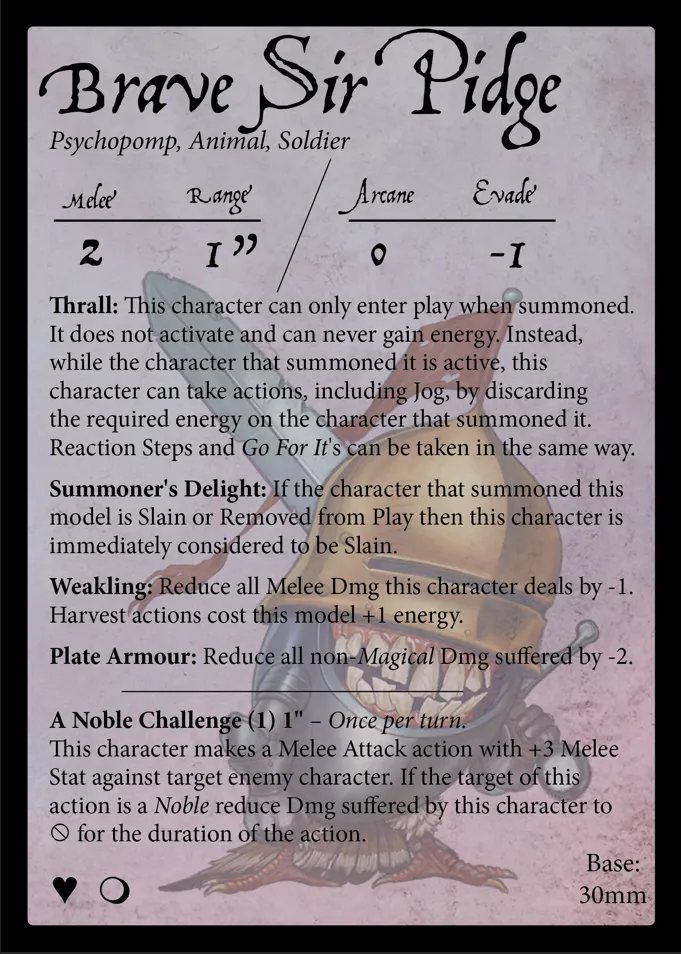 Brave Sir Pidge
Psychopomp, Animal, Soldier
Melee Range Arcane Evade
2 1” 0 -1
Thrall: This character can only enter play when summoned.
It does not activate and can never gain energy. Instead,
while the character that summoned it is active, this
character can take actions, including Jog, by discarding
the required energy on the character that summoned it.
Reaction Steps and Go For It's can be taken in the same way.
Summoner's Delight: If the character that summoned this
model is Slain or Removed from Play then this character is
immediately considered to be Slain.
Weakling: Reduce all Melee Dmg this character deals by -1.
Harvest actions cost this model +1 energy.
Plate Armour: Reduce all non-Magical Dmg suffered by -2.
A Noble Challenge (1) 1" – Once per turn.
This character makes a Melee Attack action with +3 Melee
Stat against target enemy character. If the target of this
action is a Noble reduce Dmg suffered by this character to
🛇 for the duration of the action.
Base:
30mm